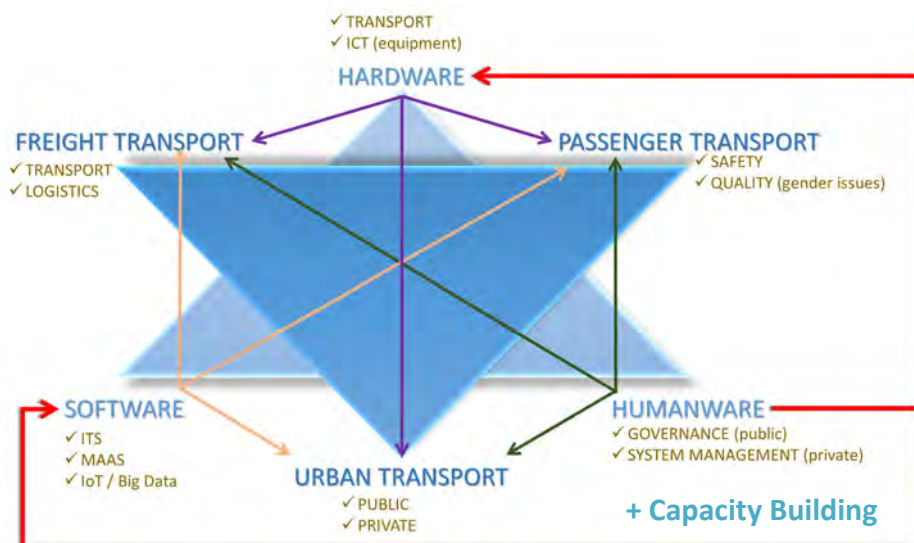 ✓ TRANSPORT
✓ ICT (equipment)
HARDWARE
FREIGHT TRANSPORT
✓ TRANSPORT
✓ LOGISTICS
PASSENGER TRANSPORT
✓ SAFETY
✓ QUALITY (gender issues)
SOFTWARE
✓ ITS
✓ MAAS
✓ IoT / Big Data
HUMANWARE
✓ GOVERNANCE (public)
✓ SYSTEM MANAGEMENT (private)
URBAN TRANSPORT
✓ PUBLIC
✓ PRIVATE
+ Capacity Building